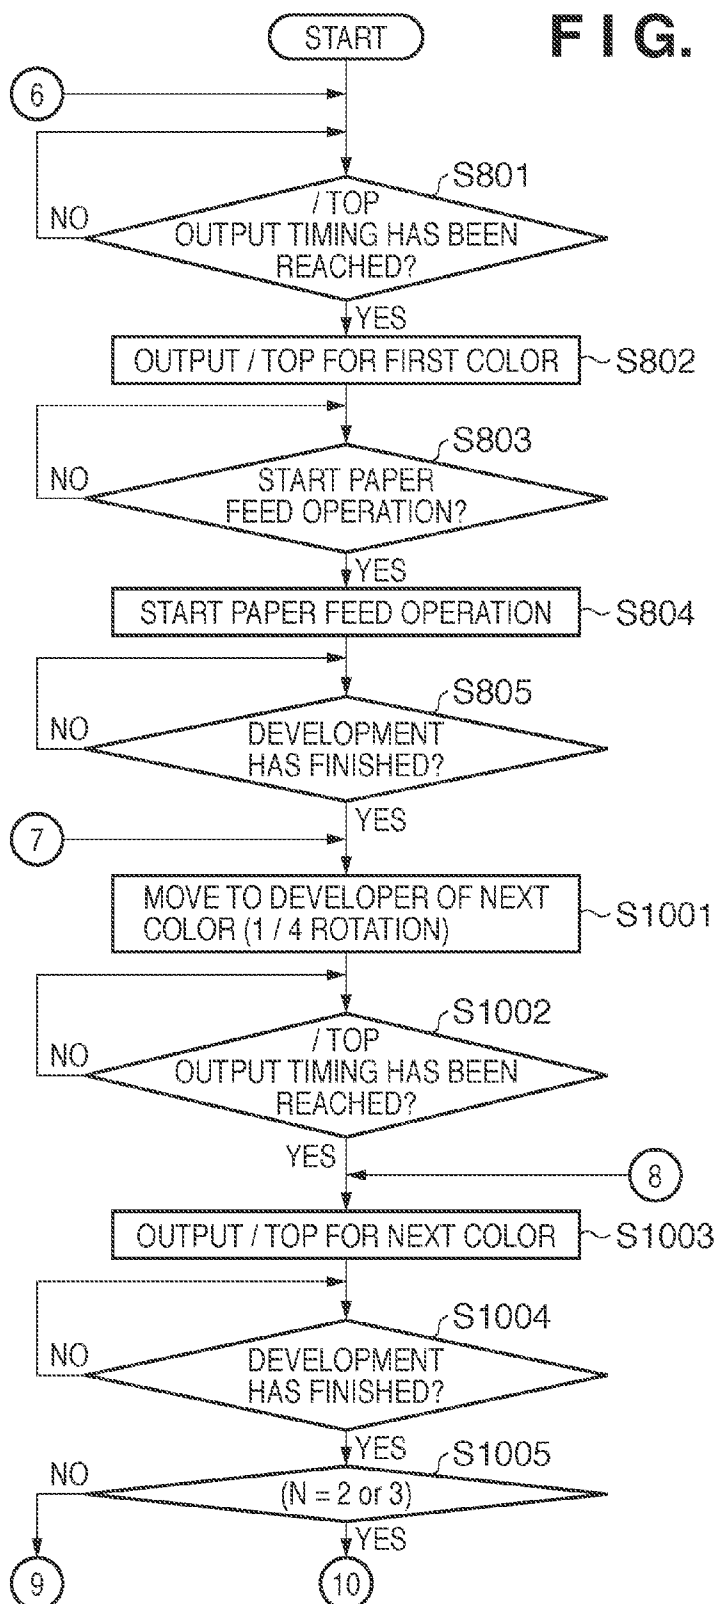 START
FIG.
6
S801
/ TOP
NO
OUTPUT TIMING HAS BEEN
REACHED?
YES
OUTPUT / TOP FOR FIRST COLOR
S802
S803
NO
START PAPER
FEED OPERATION?
YES
START PAPER FEED OPERATION
S804
S805
NO
DEVELOPMENT
HAS FINISHED?
YES
7
MOVE TO DEVELOPER OF NEXT
COLOR (1 / 4 ROTATION)
S1001
S1002
/ TOP
NO
OUTPUT TIMING HAS BEEN
REACHED?
YES
8
OUTPUT / TOP FOR NEXT COLOR
S1003
S1004
NO
DEVELOPMENT
HAS FINISHED?
YES
S1005
NO
(N = 2 or 3)
YES
9
10